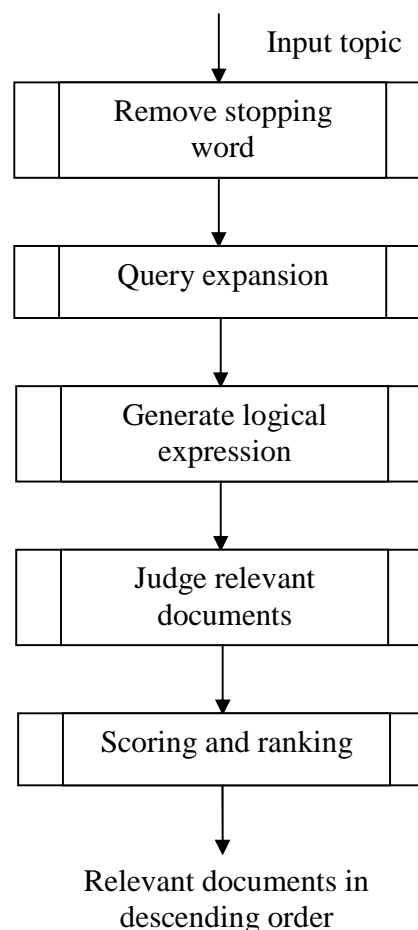 Input topic
Remove stopping
word
Query expansion
Generate logical
expression
Judge relevant
documents
Scoring and ranking
Relevant documents in
descending order